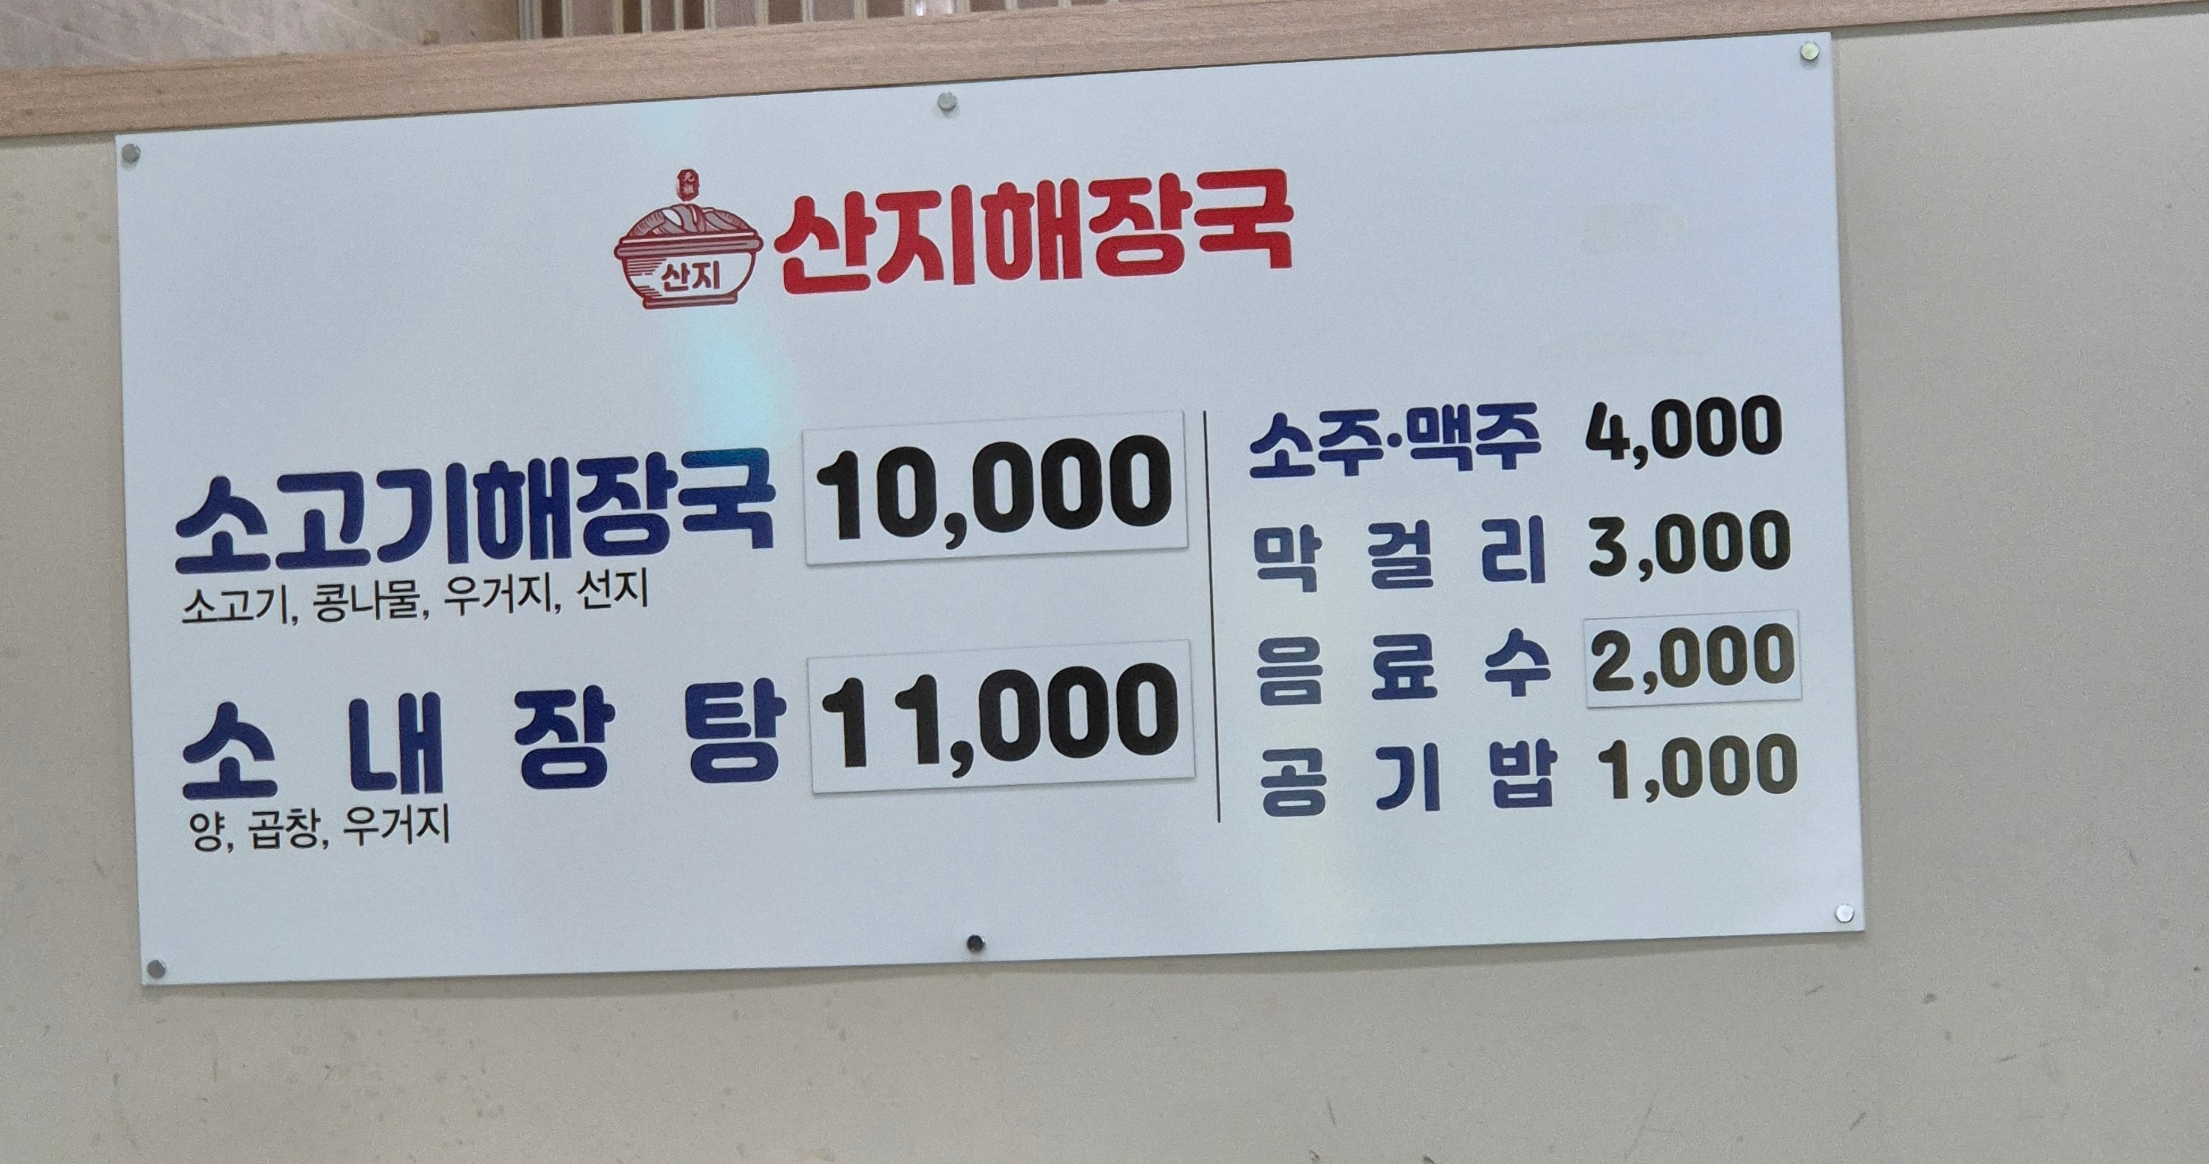 元祖
산지
산지해장국
소고기해장국 10,000
소고기, 콩나물, 우거지, 선지
소내장탕 11,000
양, 곱창, 우거지
소주·맥주 4,000
막걸리 3,000
음료수 2,000
공기밥 1,000